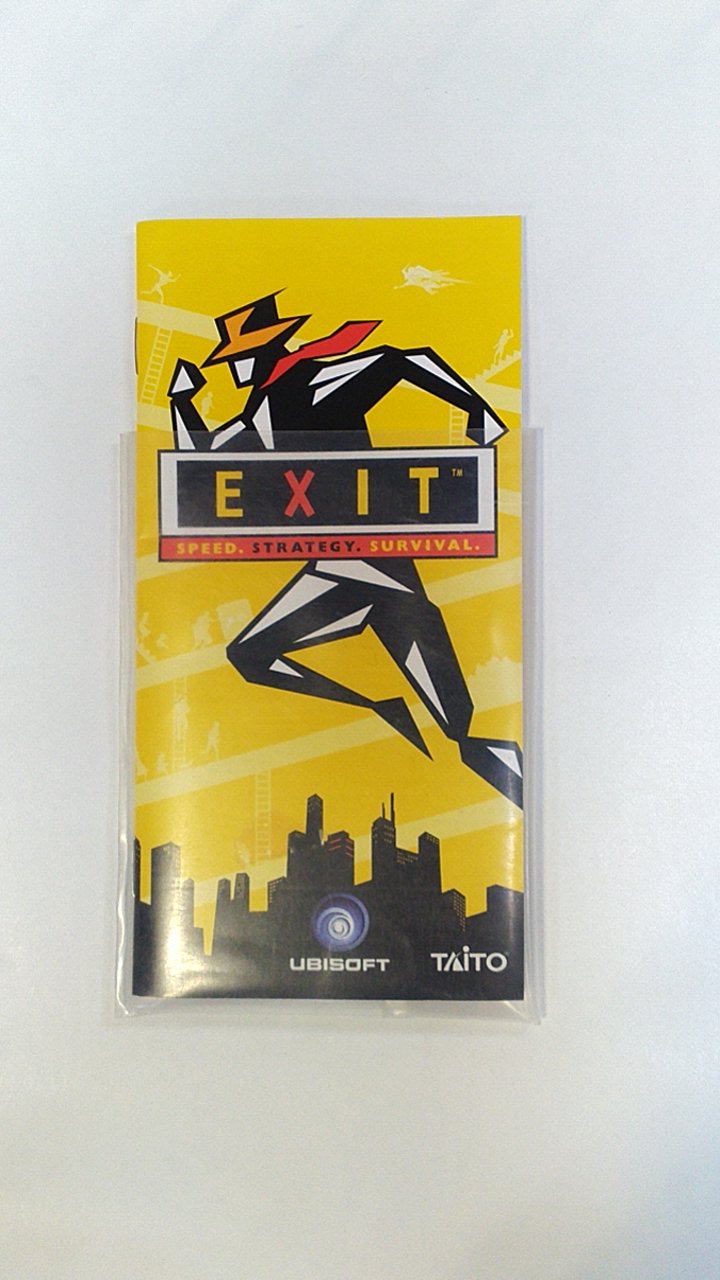 EXIT™
SPEED. STRATEGY. SURVIVAL.
UBISOFT
TAITO